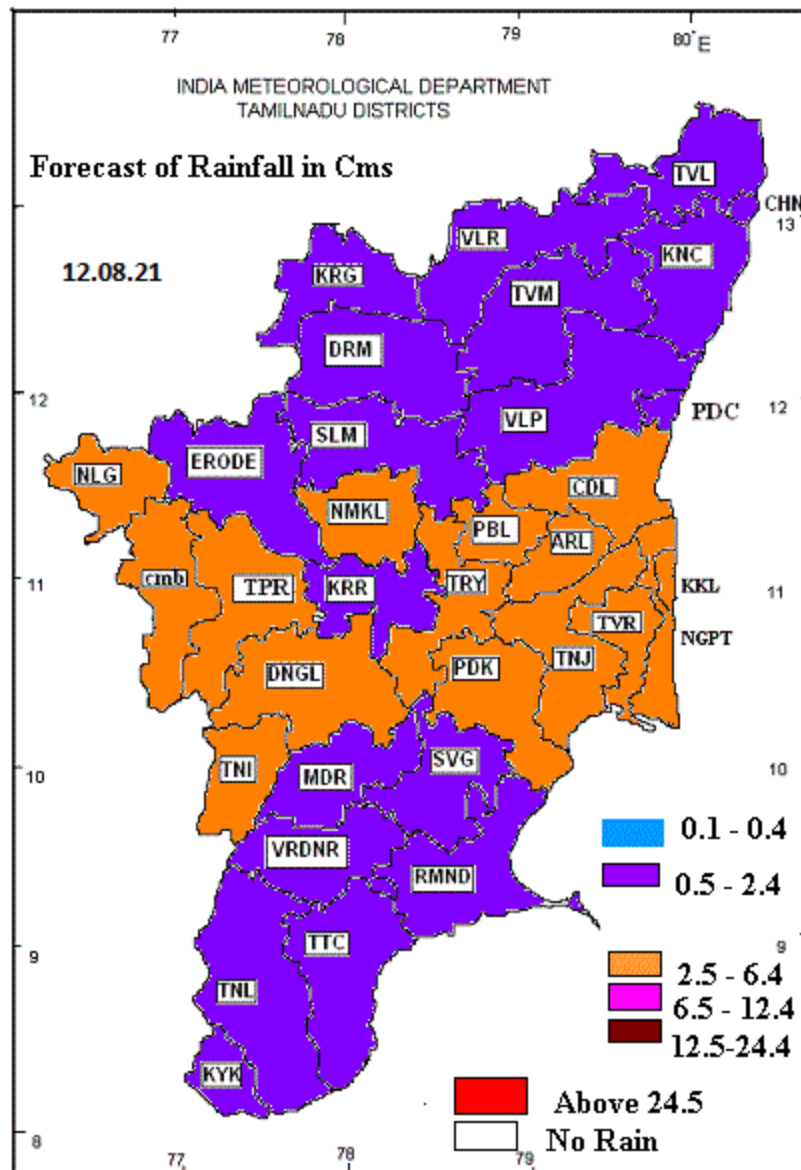 77 78 79 80°E
INDIA METEOROLOGICAL DEPARTMENT
TAMILNADU DISTRICTS
Forecast of Rainfall in Cms
TVL
CHN
13
VLR
KNC
12.08.21
KRG
TVM
DRM
12
12
PDC
VLP
SLM
ERODE
NLG
CDL
NMKL
PBL
ARL
11
cmb
TPR
KRR
TRY
KKL
11
TVR
NGPT
DNGL
PDK
TNJ
10
TNI
MDR
SVG
10
0.1 - 0.4
VRDNR
RMND
0.5 - 2.4
9
TTC
9
2.5 - 6.4
TNL
6.5 - 12.4
12.5-24.4
KYK
Above 24.5
8
No Rain
77 78 79